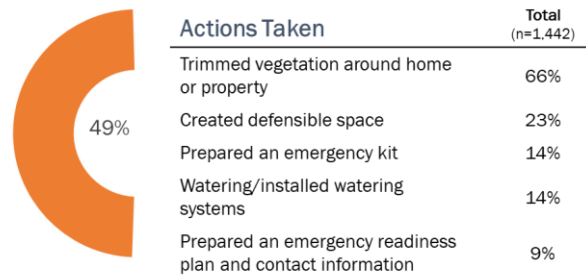 Total
Actions Taken
(n=1,442)
Trimmed vegetation around home
or property
66%
49%
Created defensible space
23%
Prepared an emergency kit
14%
Watering/installed watering
systems
14%
Prepared an emergency readiness
plan and contact information
9%